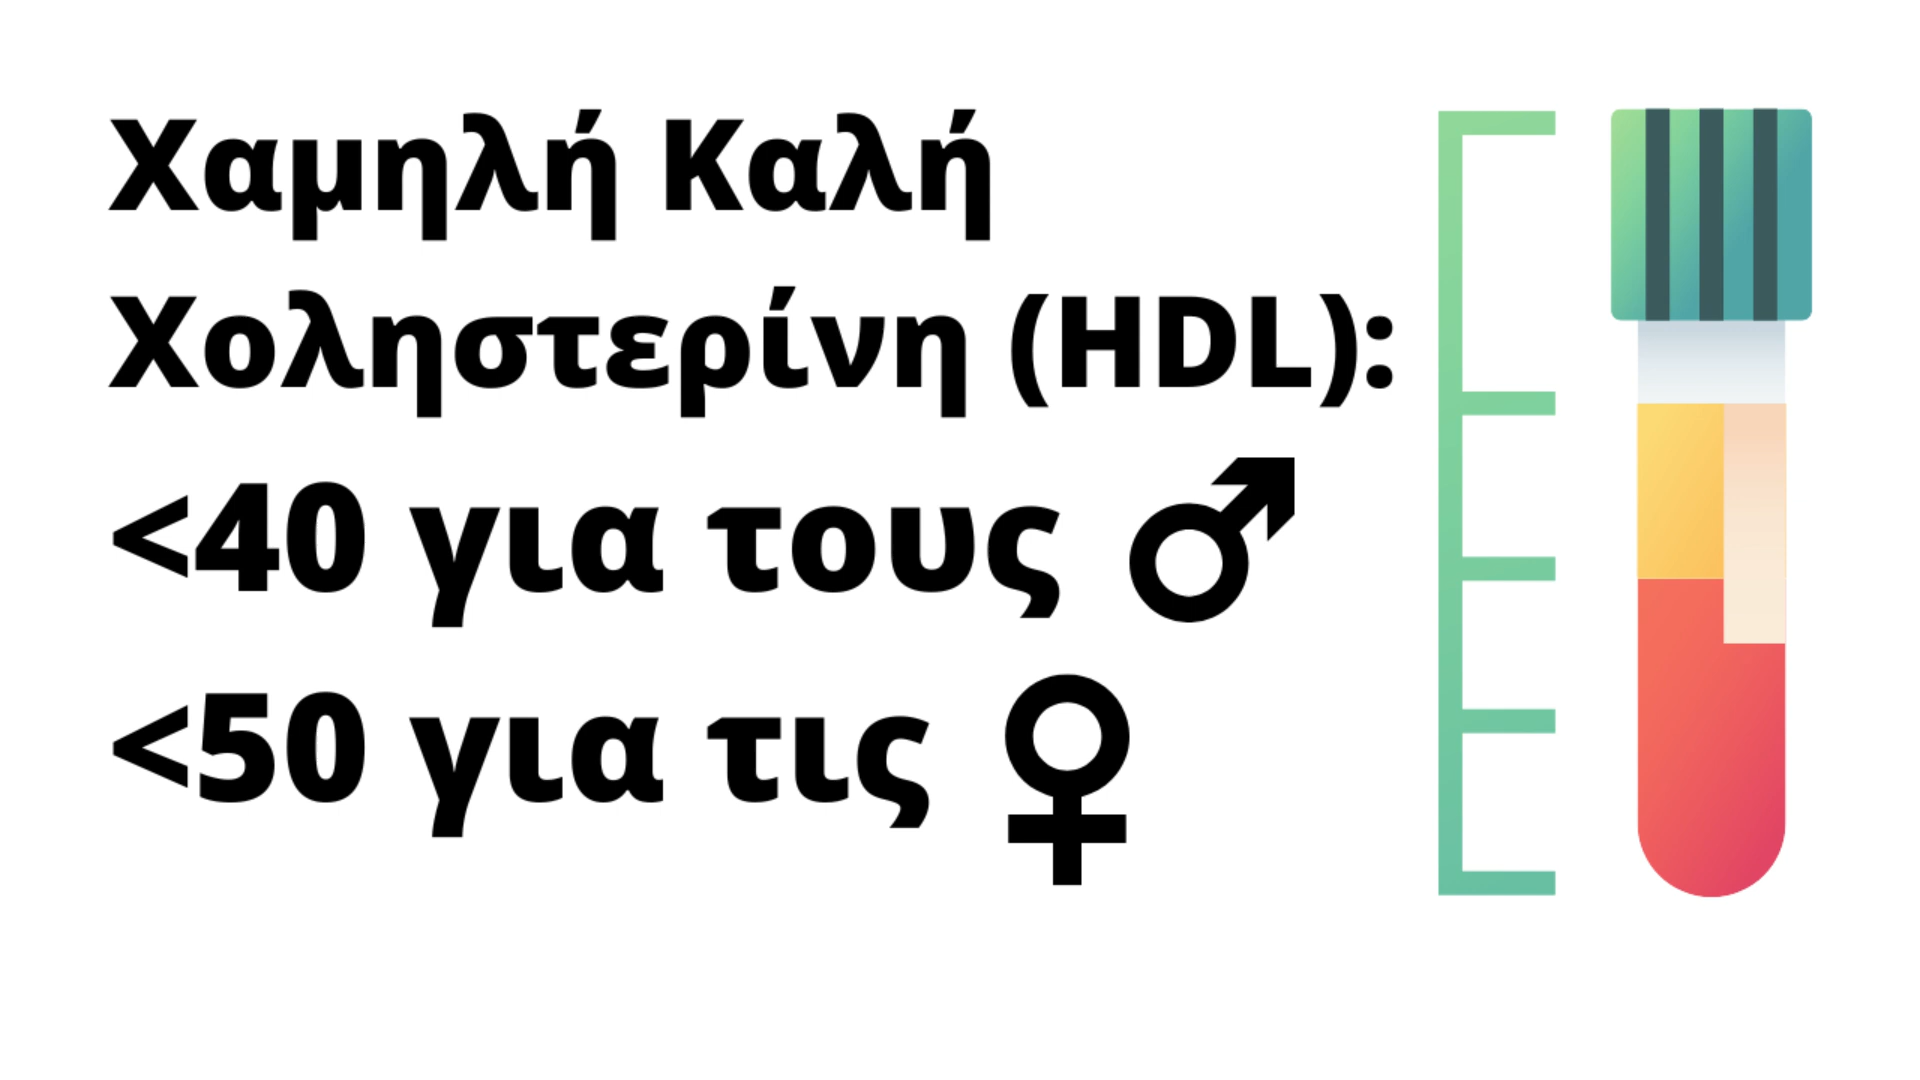 Χαμηλή Καλή
Χοληστερίνη (HDL):
<40 για τους ♂
<50 για τις ♀